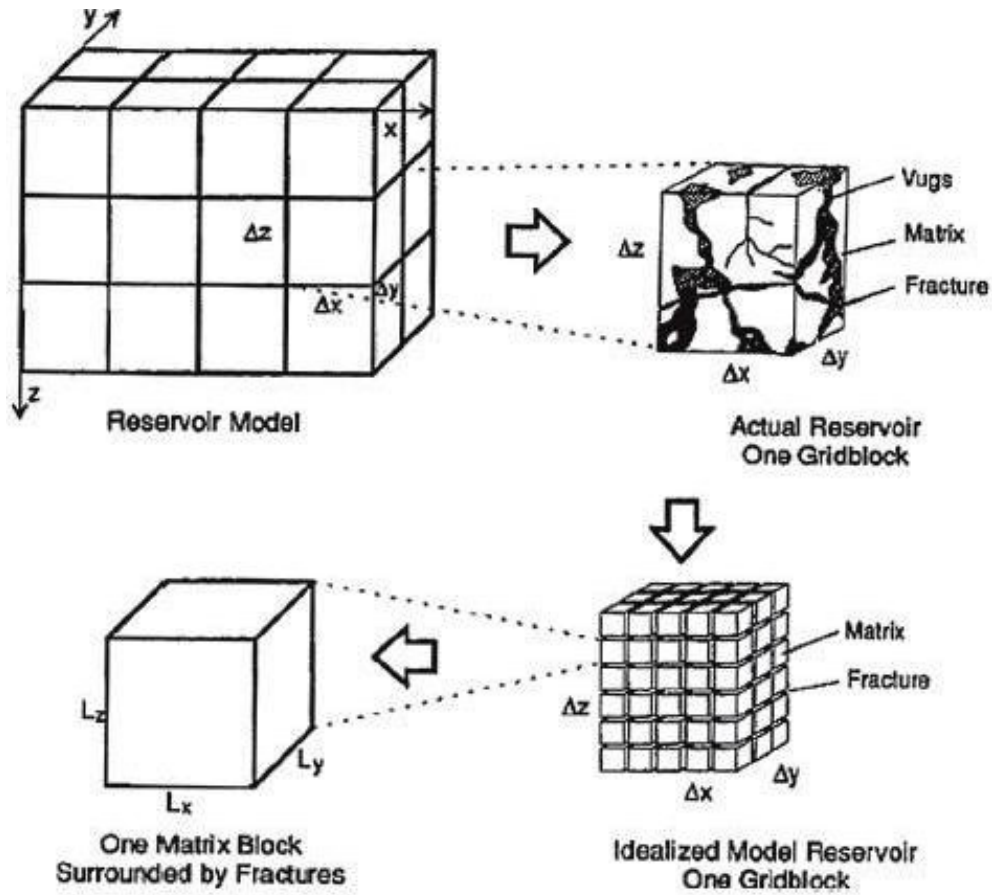 y
x
Δz
Δy
Δx
z
Reservoir Model
Vugs
Matrix
Fracture
Δz
Δy
Δx
Actual Reservoir
One Gridblock
Matrix
Fracture
Δz
Δy
Δx
Idealized Model Reservoir
One Gridblock
Lz
Ly
Lx
One Matrix Block
Surrounded by Fractures